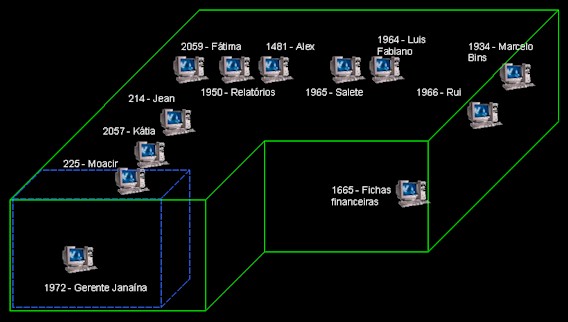 1964 - Luis
Fabiano
2059 - Fátima
1481 - Alex
1934 - Marcelo
Bins
1950 - Relatórios
1965 - Salete
1966 - Rui
214 - Jean
2057 - Kátia
225 - Moacir
1665 - Fichas
financeiras
1972 - Gerente Janaína